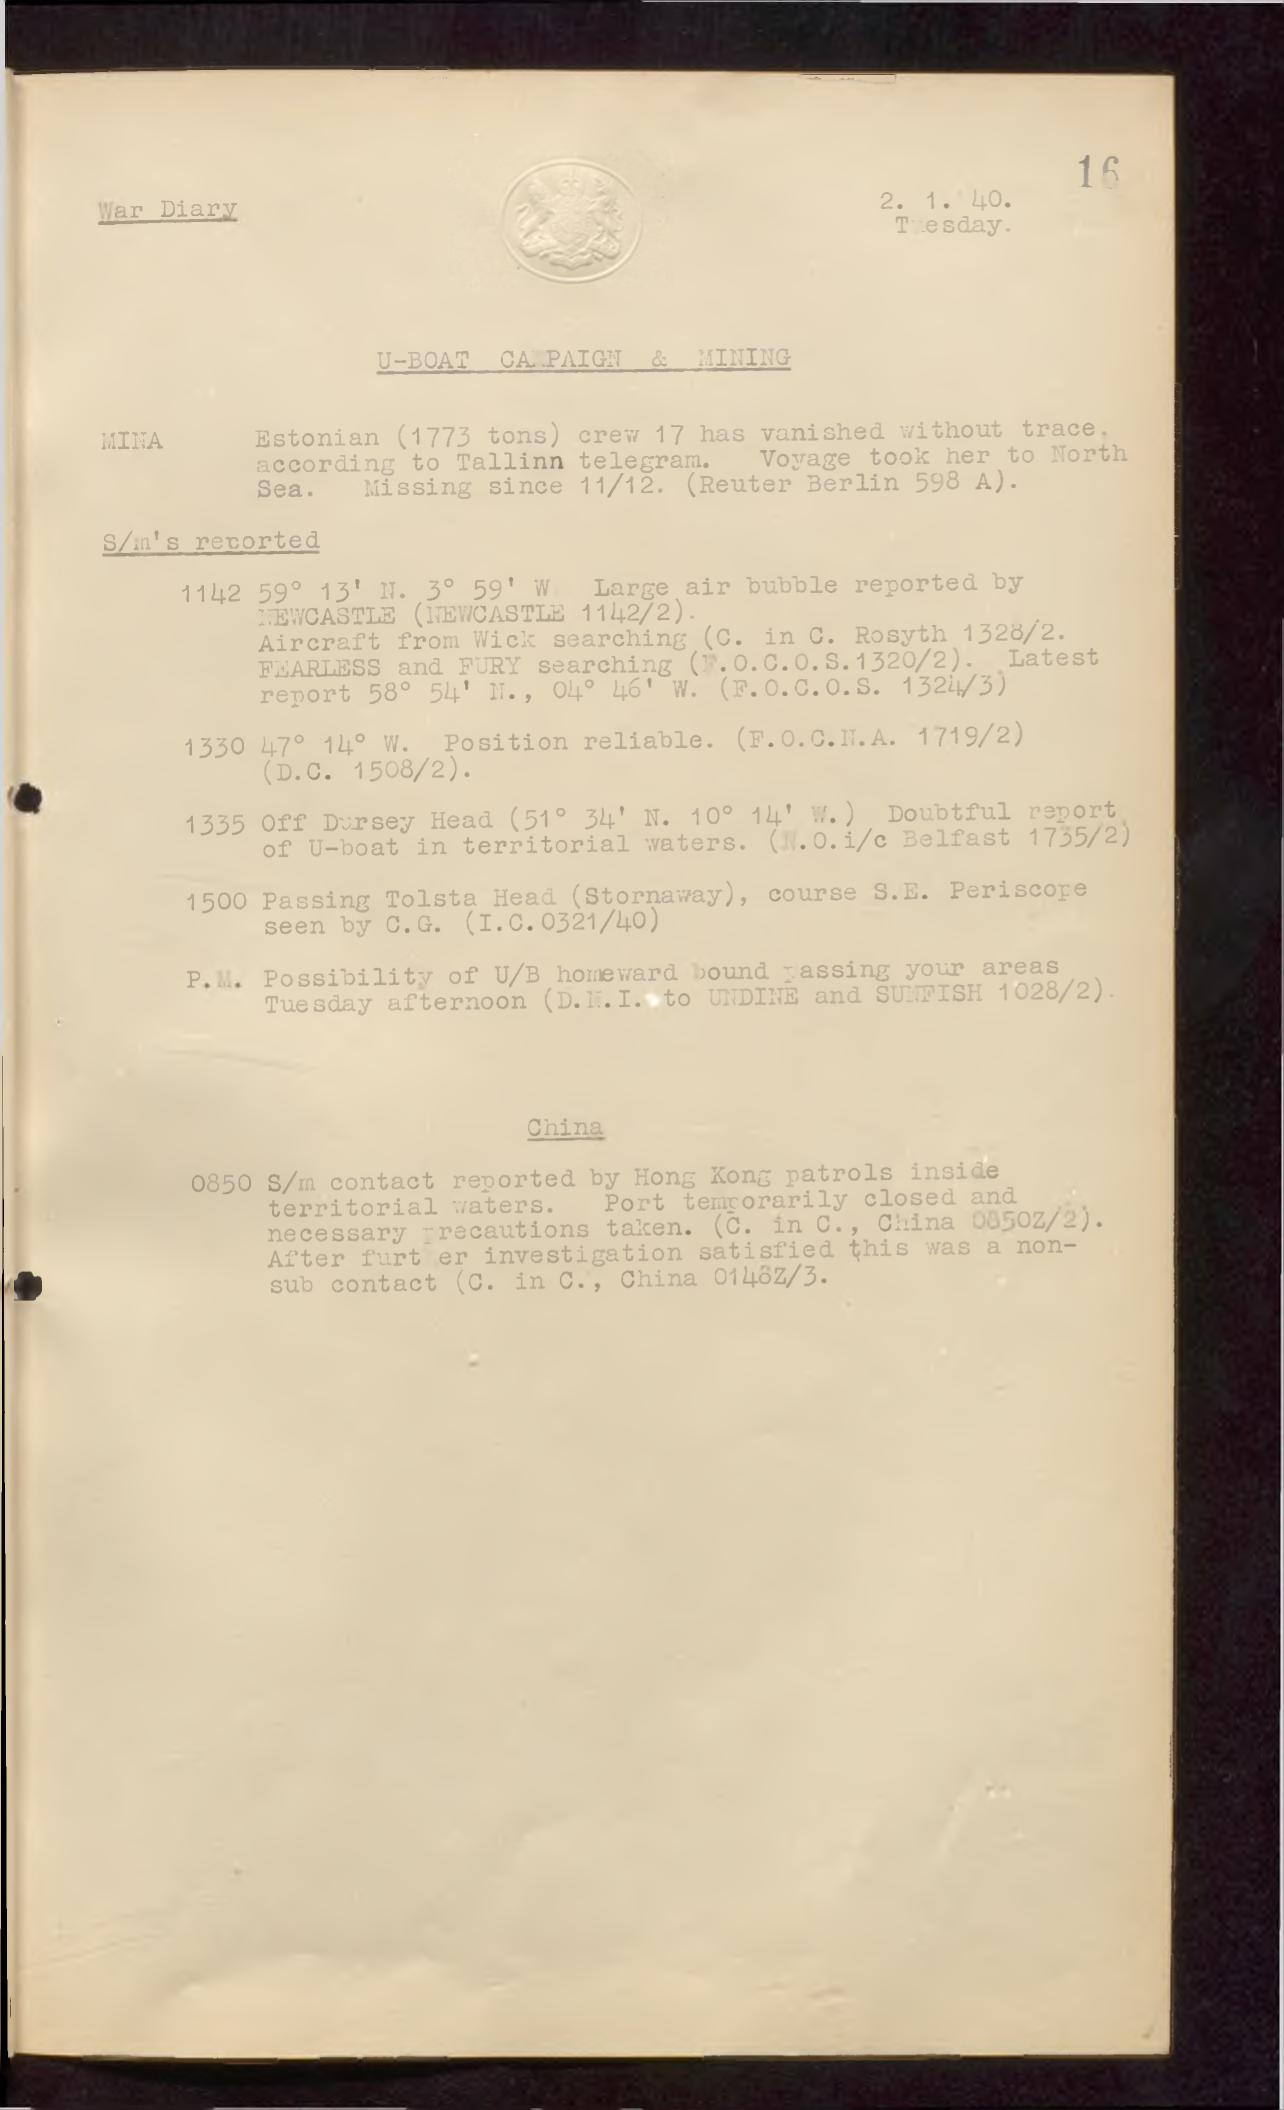 16
War Diary
2. 1. 40.
Tuesday.
U-BOAT CAMPAIGN & MINING
MINA Estonian (1773 tons) crew 17 has vanished without trace,
according to Tallinn telegram. Voyage took her to North
Sea. Missing since 11/12. (Reuter Berlin 598 A).
S/m's reported
1142 59° 13' N. 3° 59' W Large air bubble reported by
NEWCASTLE (NEWCASTLE 1142/2).
Aircraft from Wick searching (C. in C. Rosyth 1328/2.
FEARLESS and FURY searching (F.O.C.O.S.1320/2). Latest
report 58° 54' N., 04° 46' W. (F.O.C.O.S. 1324/3)
1330 47° 14° W. Position reliable. (F.O.C.N.A. 1719/2)
(D.C. 1508/2).
1335 Off Dursey Head (51° 34' N. 10° 14' W.) Doubtful report
of U-boat in territorial waters. (N.O.i/c Belfast 1735/2)
1500 Passing Tolsta Head (Stornaway), course S.E. Periscope
seen by C.G. (I.C.0321/40)
P.M. Possibility of U/B homeward bound passing your areas
Tuesday afternoon (D.N.I. to UNDINE and SUNFISH 1028/2).
China
0850 S/m contact reported by Hong Kong patrols inside
territorial waters. Port temporarily closed and
necessary precautions taken. (C. in C., China 0850Z/2).
After further investigation satisfied this was a non-
sub contact (C. in C., China 0148Z/3.